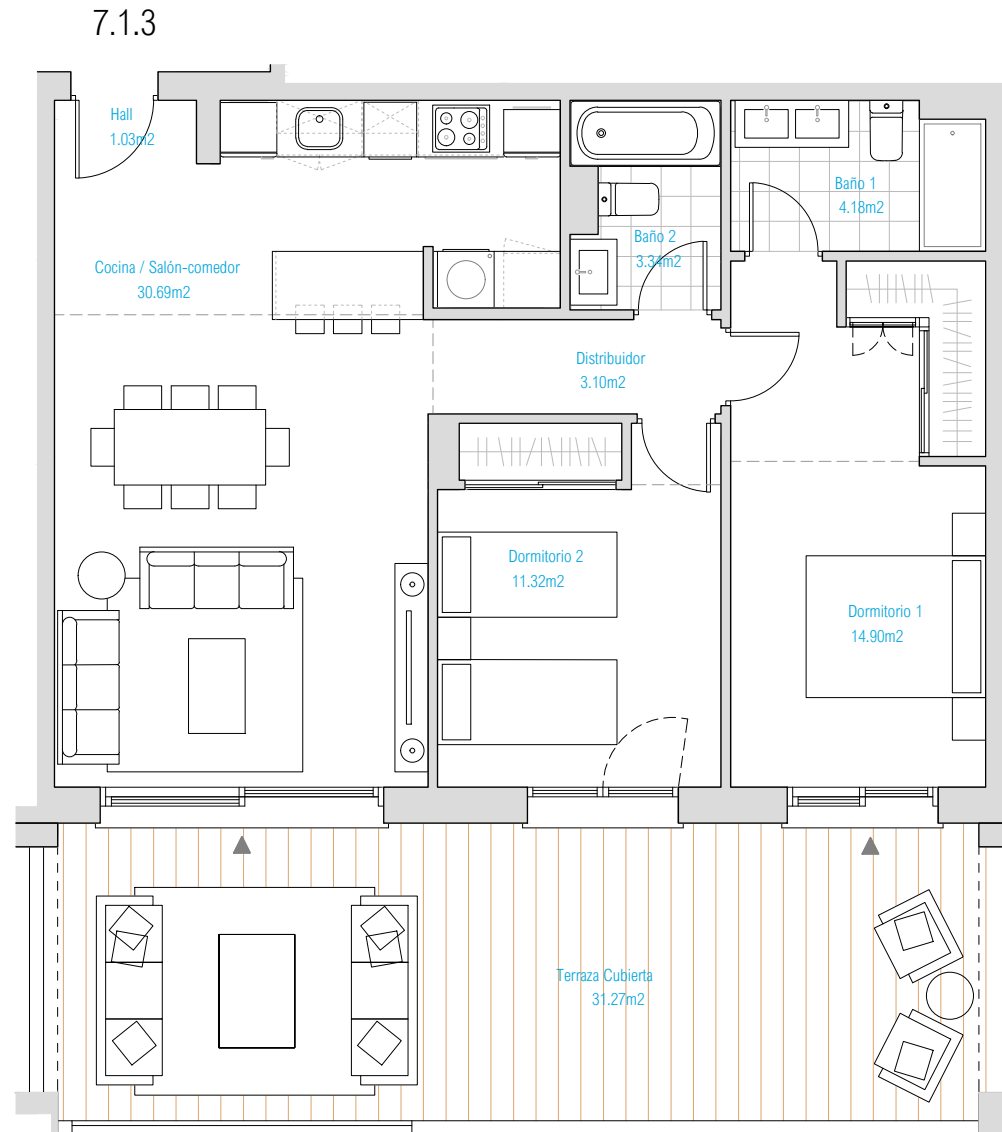 7.1.3
Hall
1.03m2
Baño 1
4.18m2
Baño 2
3.34m2
Cocina / Salón-comedor
30.69m2
Distribuidor
3.10m2
Dormitorio 2
11.32m2
Dormitorio 1
14.90m2
Terraza Cubierta
31.27m2